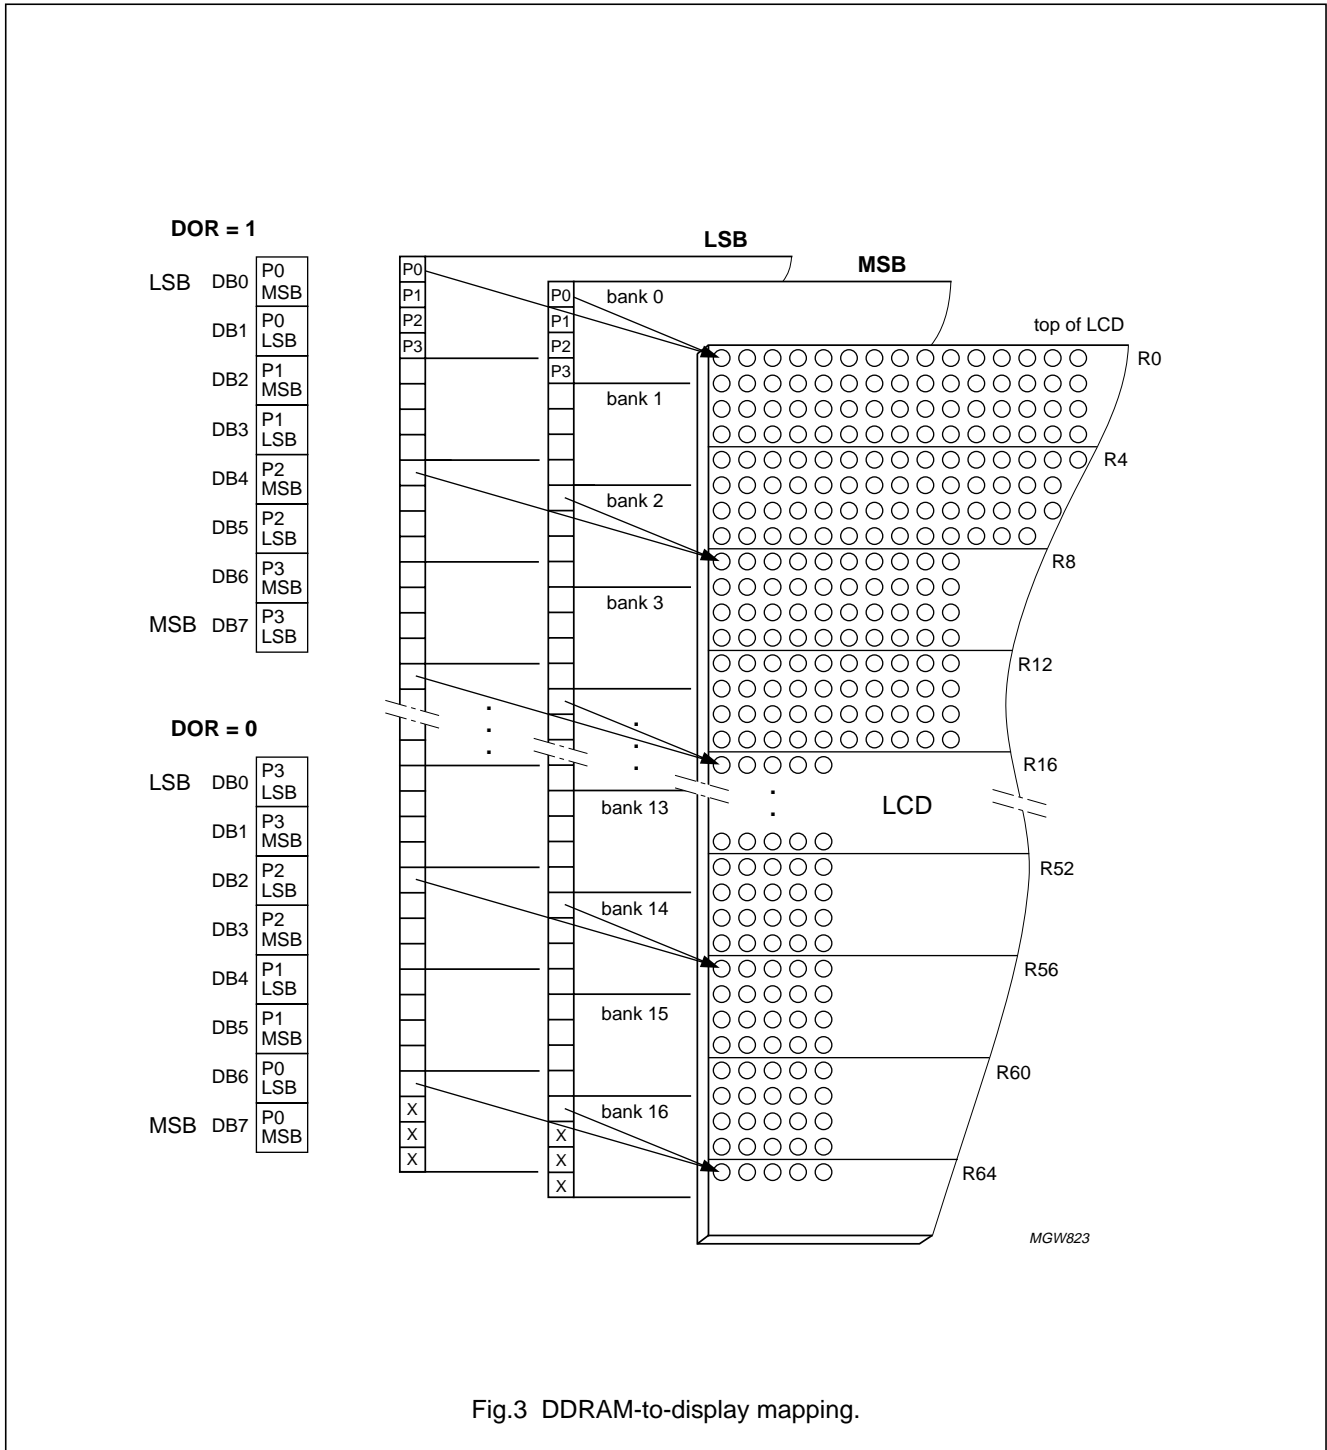 DOR = 1
LSB DB0 P0 MSB
DB1 P0 LSB
DB2 P1 MSB
DB3 P1 LSB
DB4 P2 MSB
DB5 P2 LSB
DB6 P3 MSB
MSB DB7 P3 LSB
DOR = 0
LSB DB0 P3 LSB
DB1 P3 MSB
DB2 P2 LSB
DB3 P2 MSB
DB4 P1 LSB
DB5 P1 MSB
DB6 P0 LSB
MSB DB7 P0 MSB
LSB
P0
P1
P2
P3
X
X
X
MSB
P0
P1
P2
P3
X
X
X
bank 0
bank 1
bank 2
bank 3
bank 13
bank 14
bank 15
bank 16
top of LCD
R0
R4
R8
R12
R16
LCD
R52
R56
R60
R64
MGW823
Fig.3 DDRAM-to-display mapping.